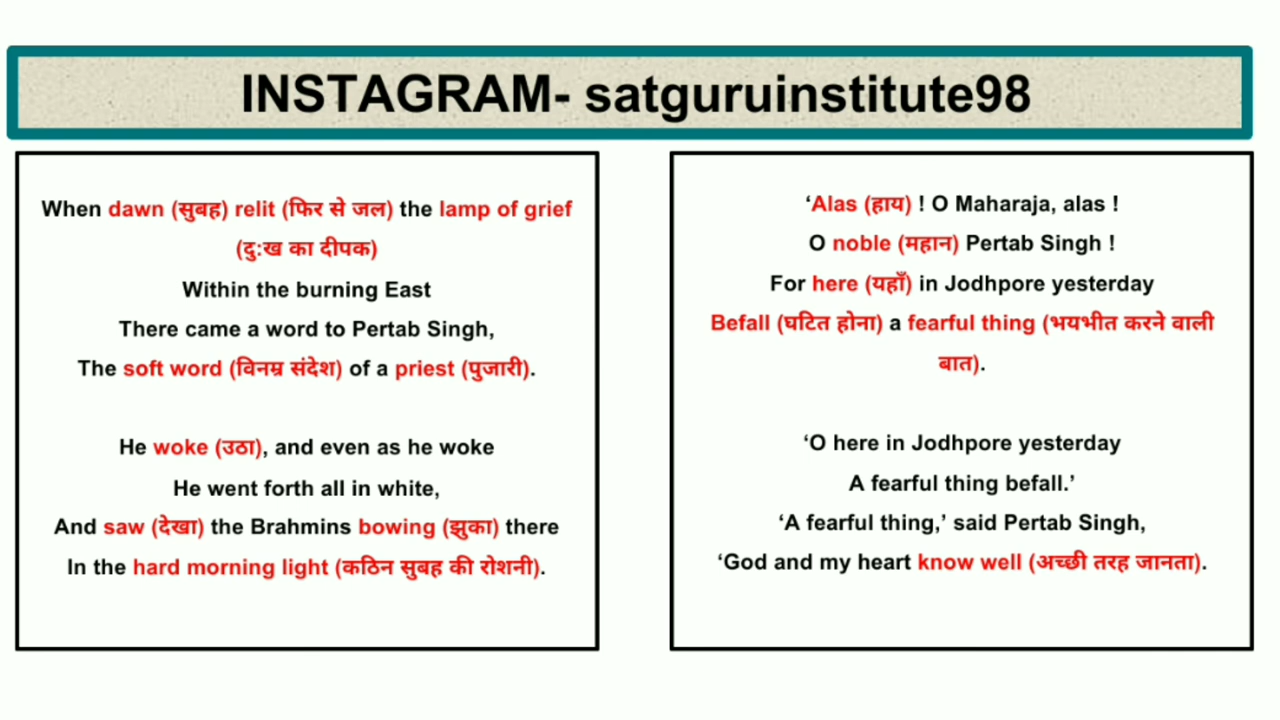 INSTAGRAM- satguruinstitute98
When dawn (सुबह) relit (फिर से जल) the lamp of grief
(दु:ख का दीपक)
Within the burning East
There came a word to Pertab Singh,
The soft word (विनम्र संदेश) of a priest (पुजारी).
He woke (उठा), and even as he woke
He went forth all in white,
And saw (देखा) the Brahmins bowing (झुका) there
In the hard morning light (कठिन सुबह की रोशनी).
‘Alas (हाय) ! O Maharaja, alas !
O noble (महान) Pertab Singh !
For here (यहाँ) in Jodhpore yesterday
Befall (घटित होना) a fearful thing (भयभीत करने वाली
बात).
‘O here in Jodhpore yesterday
A fearful thing befall.’
‘A fearful thing,’ said Pertab Singh,
‘God and my heart know well (अच्छी तरह जानता).